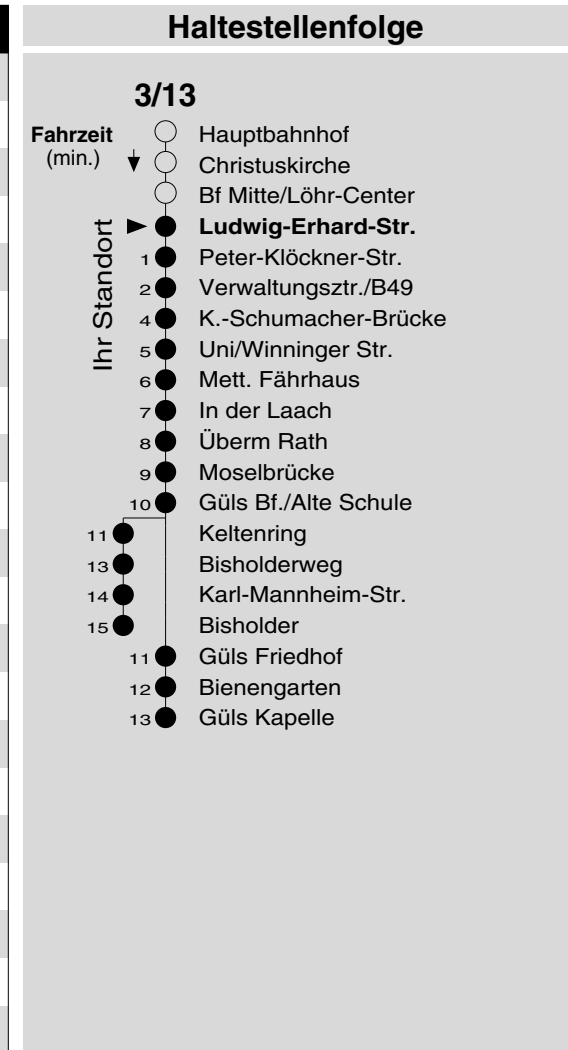 Haltestellenfolge
3/13
Fahrzeit
(min.)
Hauptbahnhof
Christuskirche
Bf Mitte/Löhr-Center
Ihr Standort
Ludwig-Erhard-Str.
1 Peter-Klöckner-Str.
2 Verwaltungsztr./B49
4 K.-Schumacher-Brücke
5 Uni/Winninger Str.
6 Mett. Fährhaus
7 In der Laach
8 Überm Rath
9 Moselbrücke
10 Güls Bf./Alte Schule
11 Keltenring
13 Bisholderweg
14 Karl-Mannheim-Str.
15 Bisholder
11 Güls Friedhof
12 Bienengarten
13 Güls Kapelle